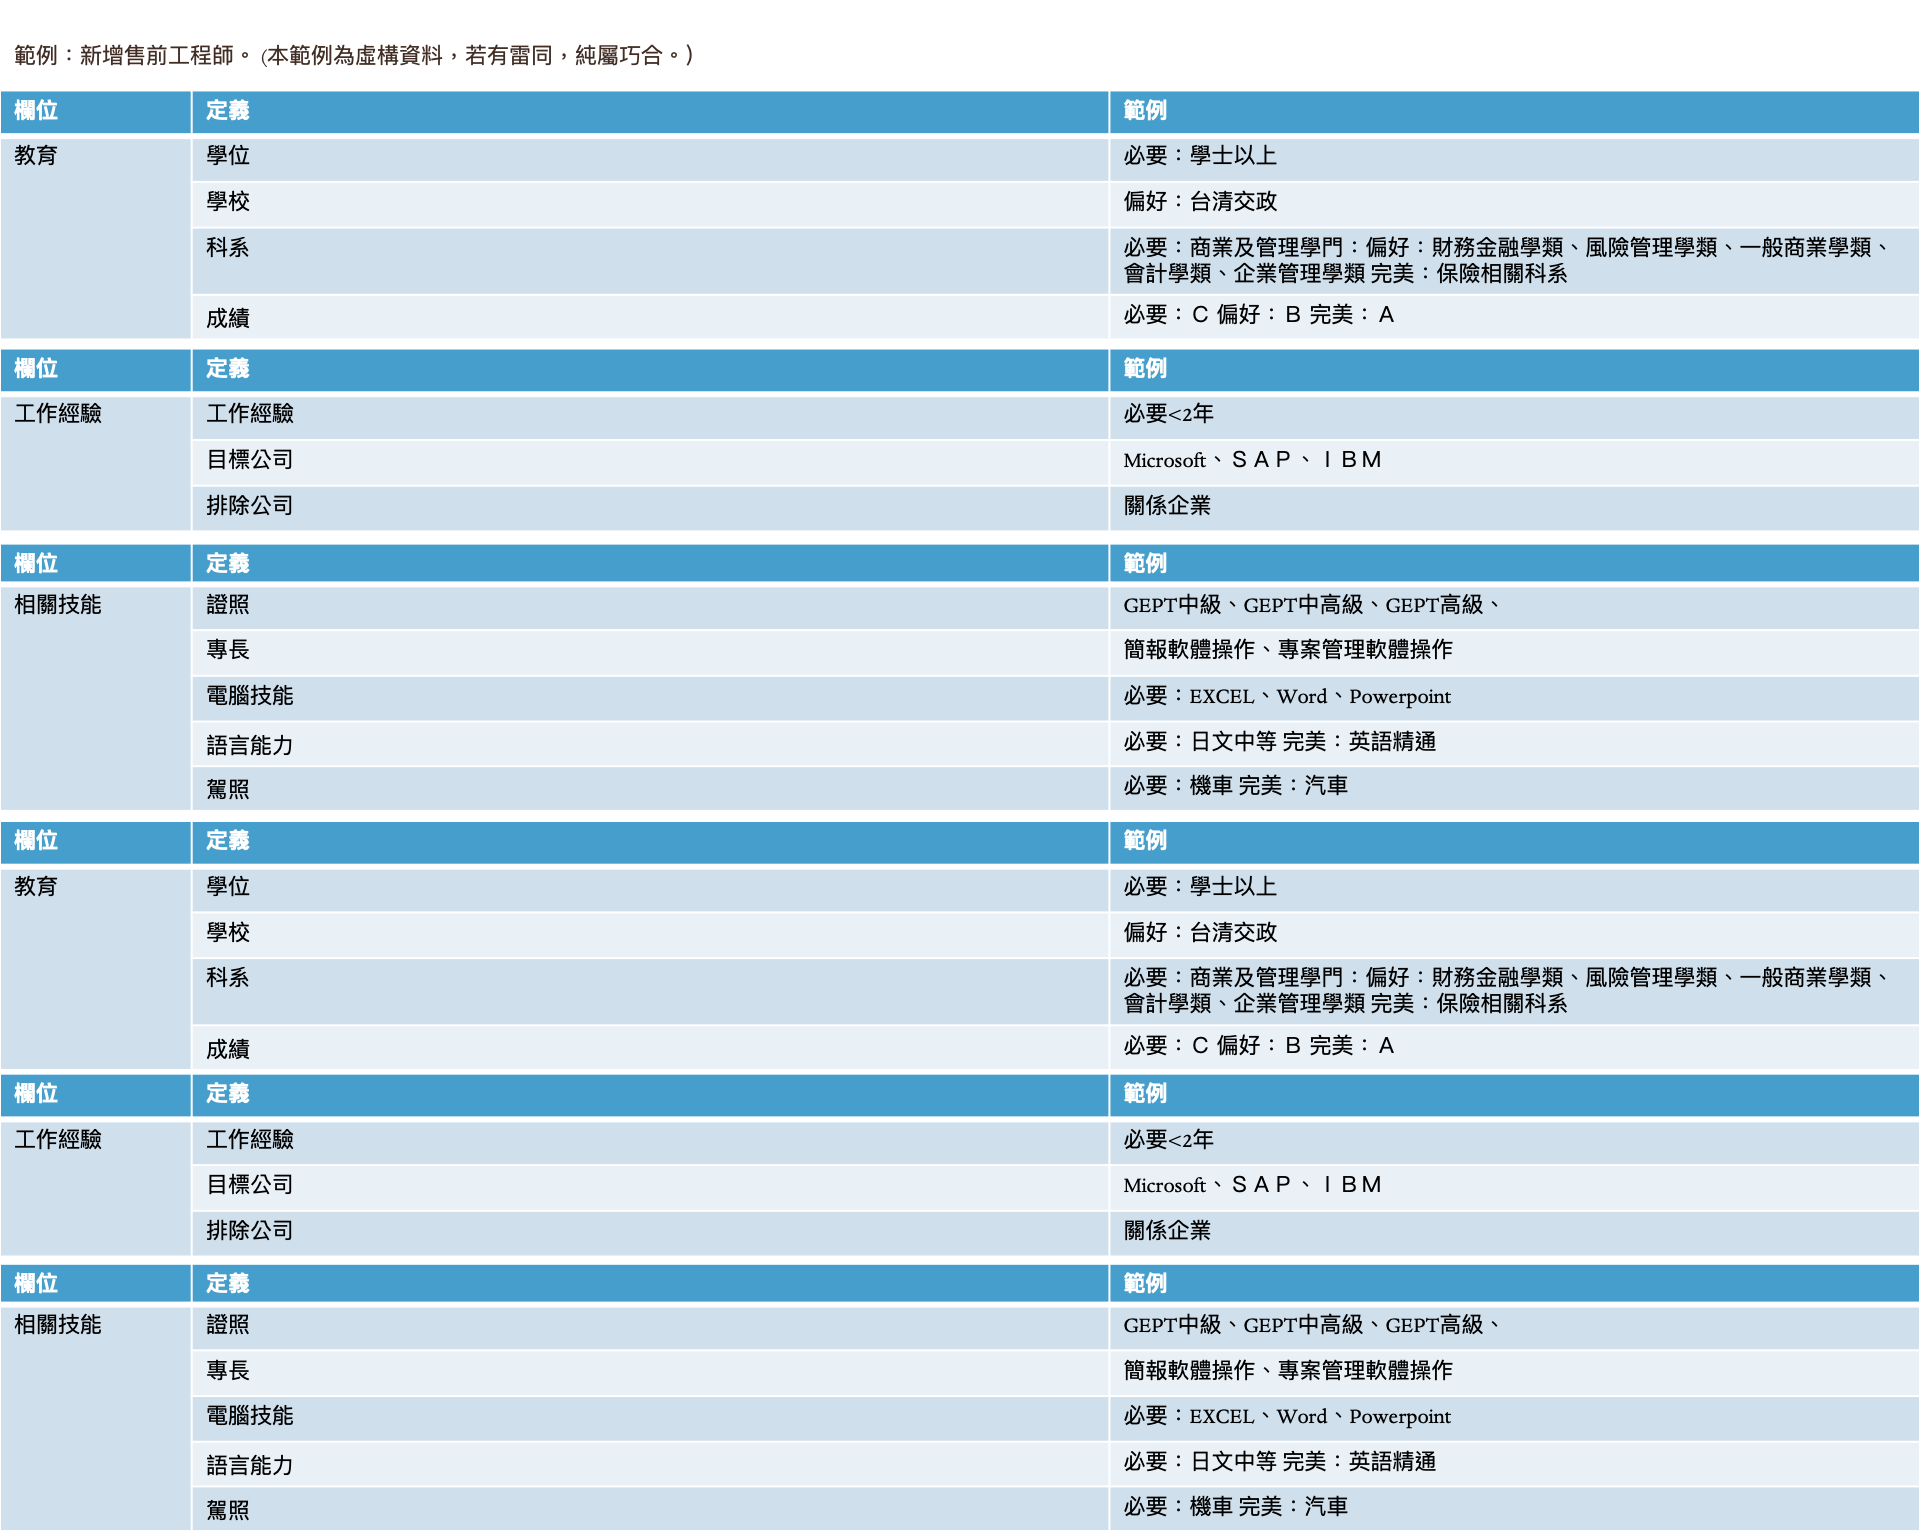 範例：新增售前工程師。(本範例為虛構資料，若有雷同，純屬巧合。)
欄位 定義 範例
教育 學位 必要：學士以上
學校 偏好：台清交政
科系 必要：商業及管理學門：偏好：財務金融學類、風險管理學類、一般商業學類、
會計學類、企業管理學類 完美：保險相關科系
成績 必要：Ｃ 偏好：Ｂ 完美：Ａ
欄位 定義 範例
工作經驗 工作經驗 必要<2年
目標公司 Microsoft、ＳＡＰ、ＩＢＭ
排除公司 關係企業
欄位 定義 範例
相關技能 證照 GEPT中級、GEPT中高級、GEPT高級、
專長 簡報軟體操作、專案管理軟體操作
電腦技能 必要：EXCEL、Word、Powerpoint
語言能力 必要：日文中等 完美：英語精通
駕照 必要：機車 完美：汽車
欄位 定義 範例
教育 學位 必要：學士以上
學校 偏好：台清交政
科系 必要：商業及管理學門：偏好：財務金融學類、風險管理學類、一般商業學類、
會計學類、企業管理學類 完美：保險相關科系
成績 必要：Ｃ 偏好：Ｂ 完美：Ａ
欄位 定義 範例
工作經驗 工作經驗 必要<2年
目標公司 Microsoft、ＳＡＰ、ＩＢＭ
排除公司 關係企業
欄位 定義 範例
相關技能 證照 GEPT中級、GEPT中高級、GEPT高級、
專長 簡報軟體操作、專案管理軟體操作
電腦技能 必要：EXCEL、Word、Powerpoint
語言能力 必要：日文中等 完美：英語精通
駕照 必要：機車 完美：汽車